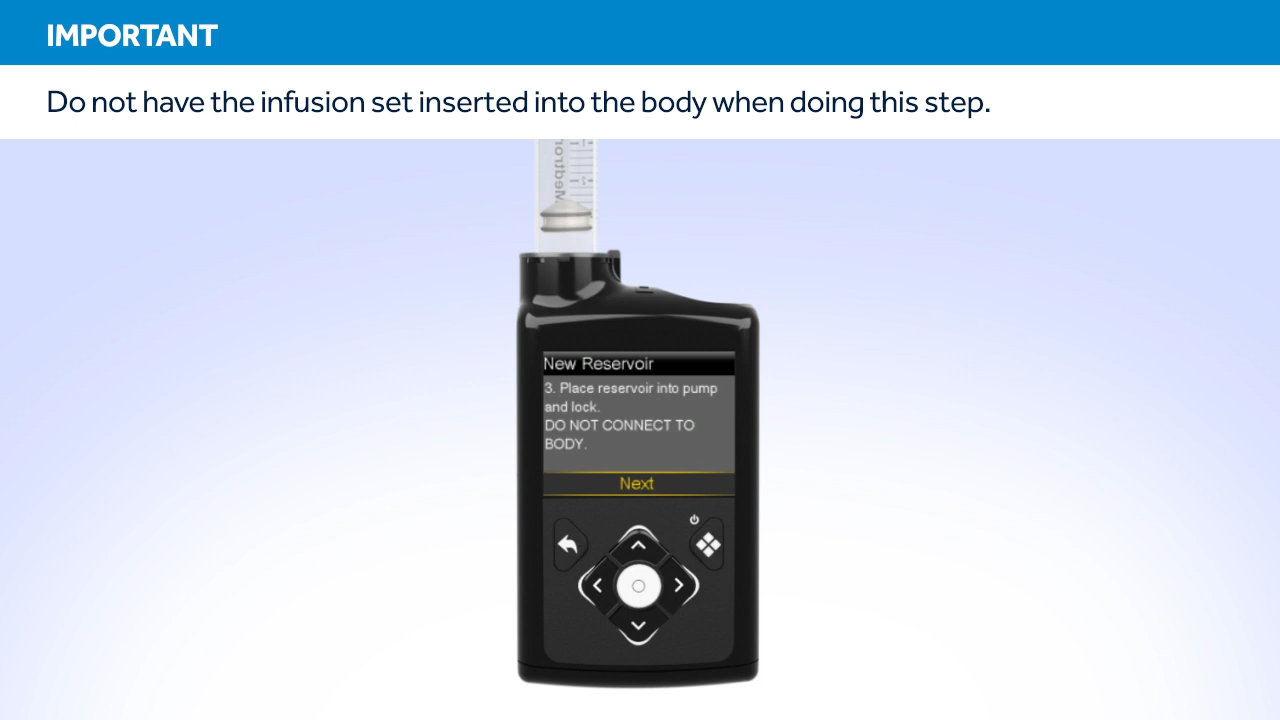 IMPORTANT
Do not have the infusion set inserted into the body when doing this step.
New Reservoir
3. Place reservoir into pump
and lock.
DO NOT CONNECT TO
BODY.
Next